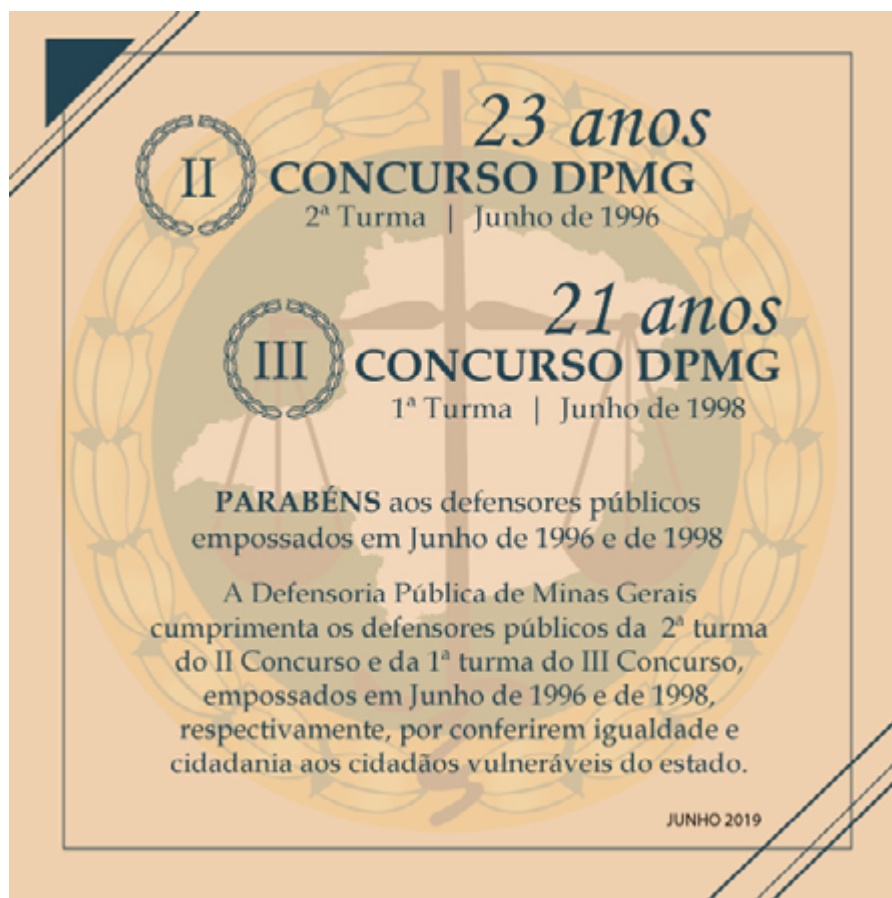 23 anos
II
CONCURSO DPMG
2ª Turma | Junho de 1996
21 anos
III
CONCURSO DPMG
1ª Turma | Junho de 1998
PARABÉNS aos defensores públicos
empossados em Junho de 1996 e de 1998
A Defensoria Pública de Minas Gerais
cumprimenta os defensores públicos da 2ª turma
do II Concurso e da 1ª turma do III Concurso,
empossados em Junho de 1996 e de 1998,
respectivamente, por conferirem igualdade e
cidadania aos cidadãos vulneráveis do estado.
JUNHO 2019